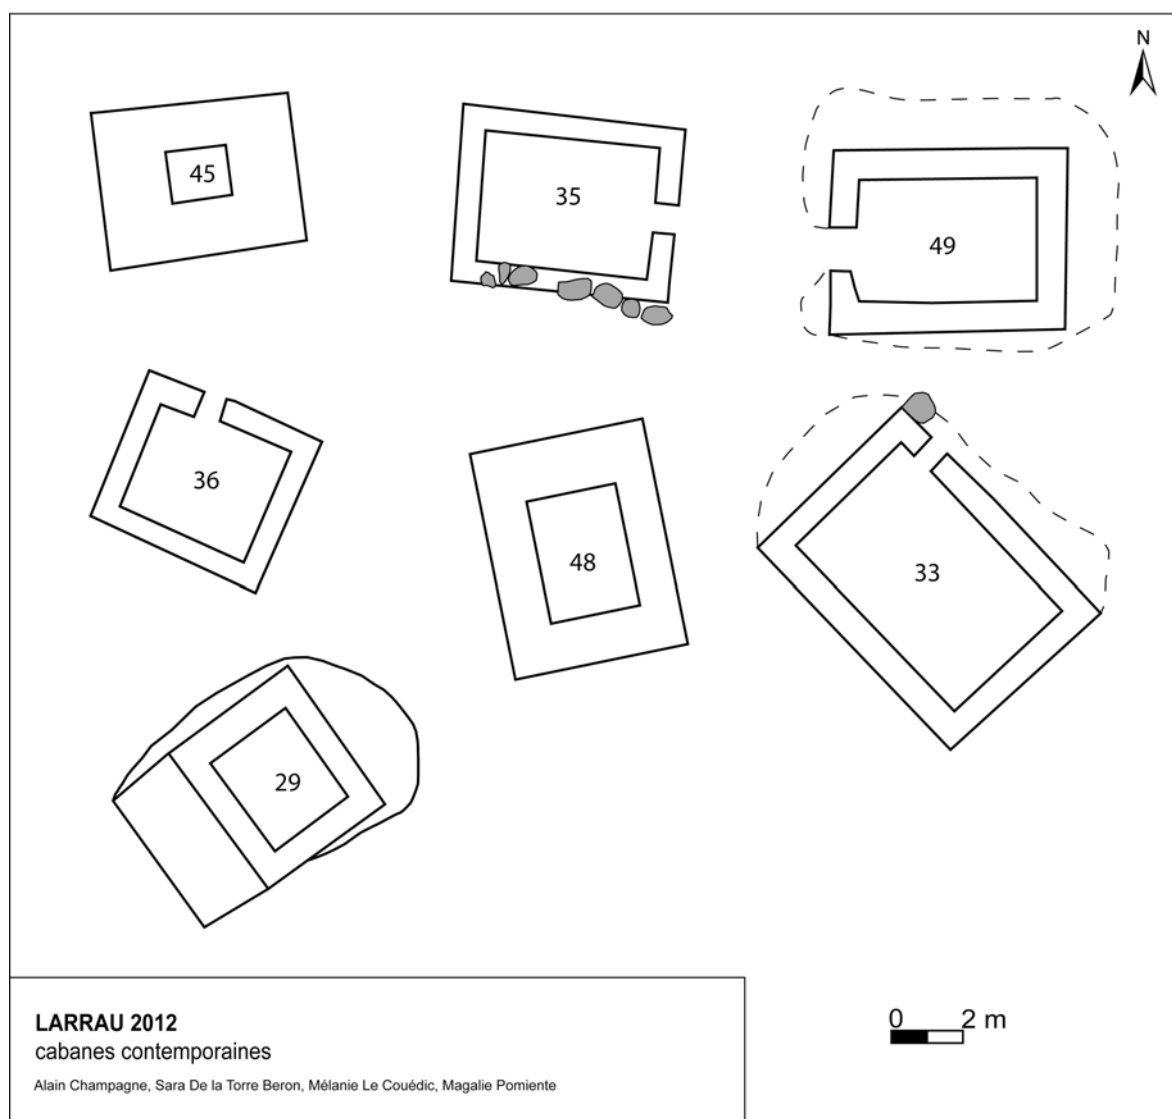 N
45
35
49
36
48
33
29
LARRAU 2012
cabanes contemporaines
Alain Champagne, Sara De la Torre Beron, Mélanie Le Couédic, Magalie Pomiente
0 2 m